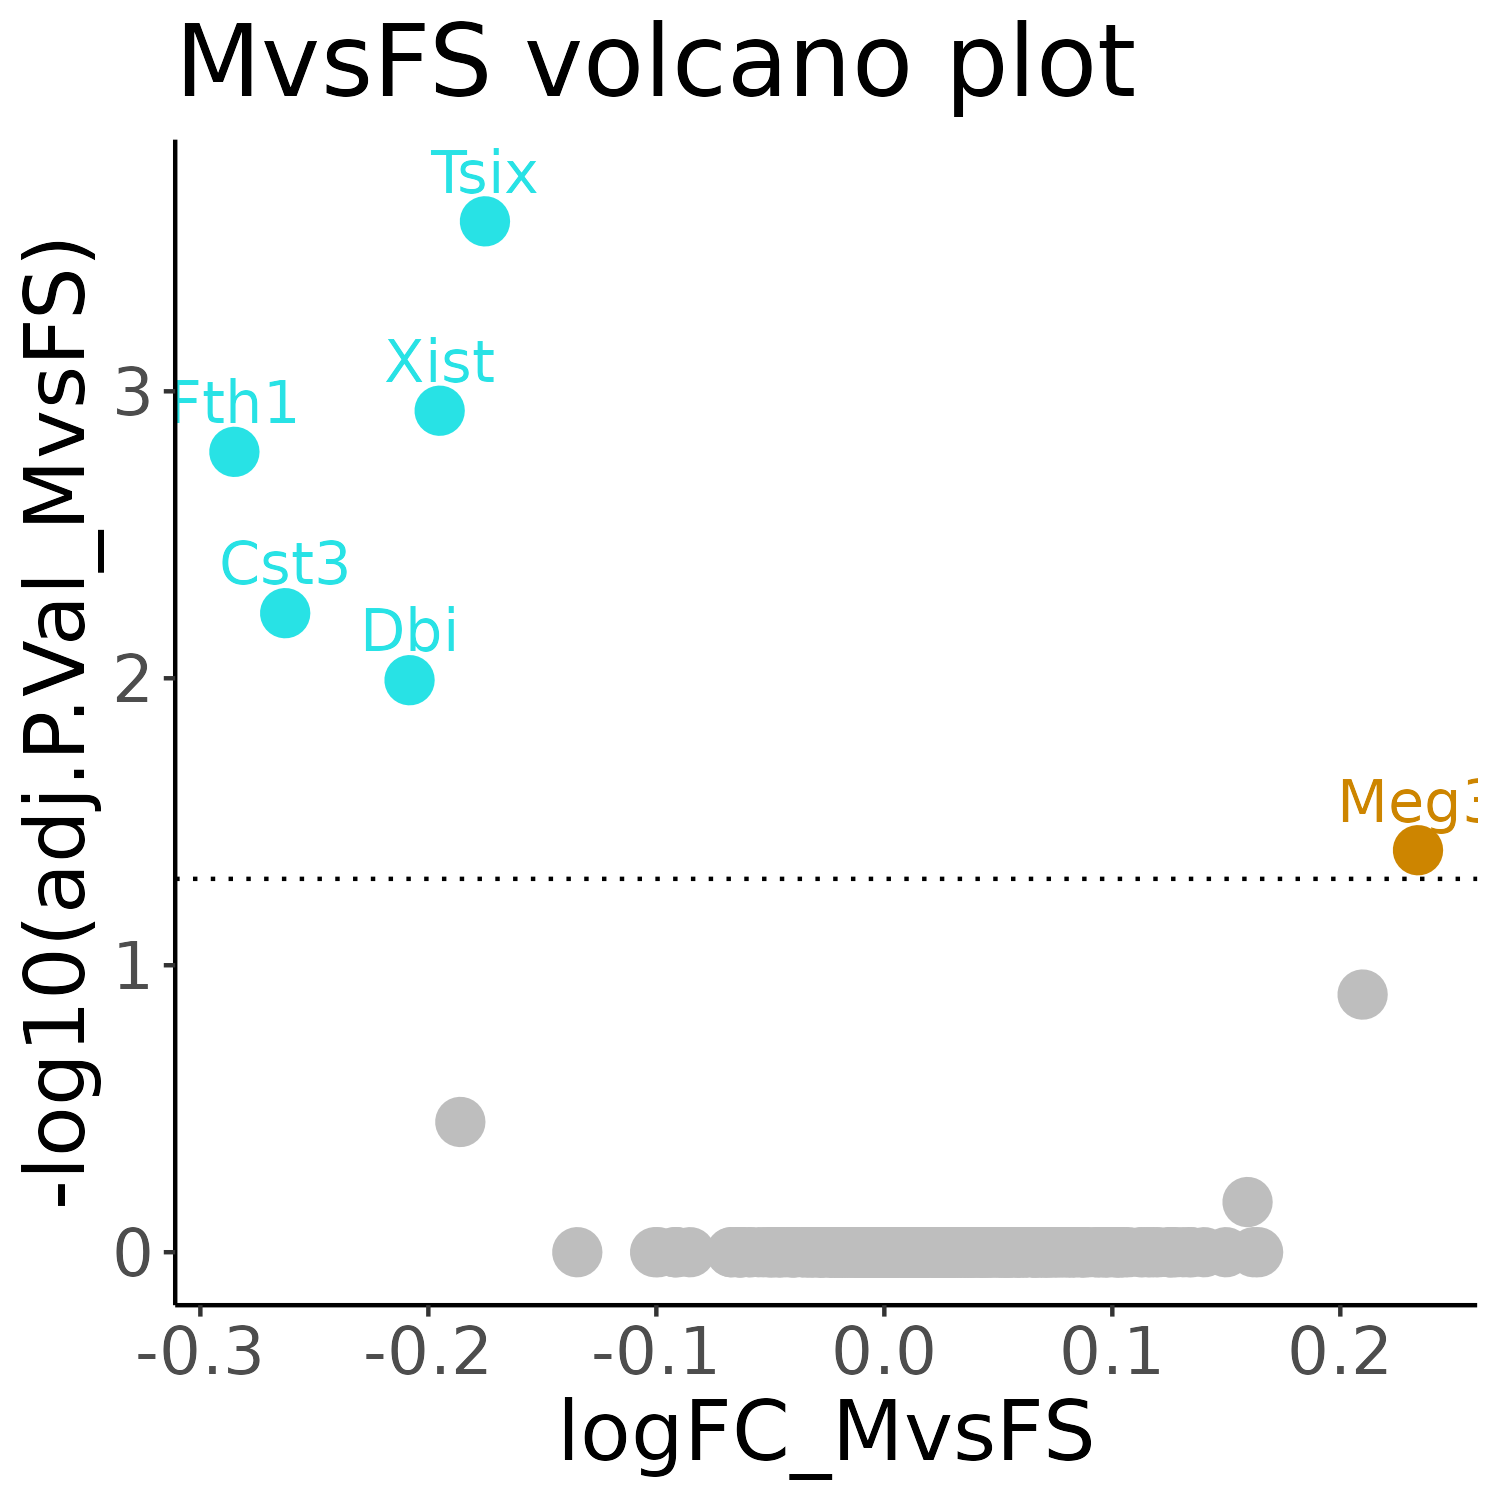 MvsFS volcano plot
-log10(adj.P.Val_MvsFS)
Tsix
Xist
3
Fth1
Cst3
Dbi
2
Meg3
1
0
-0.3 -0.2 -0.1 0.0 0.1 0.2
logFC_MvsFS